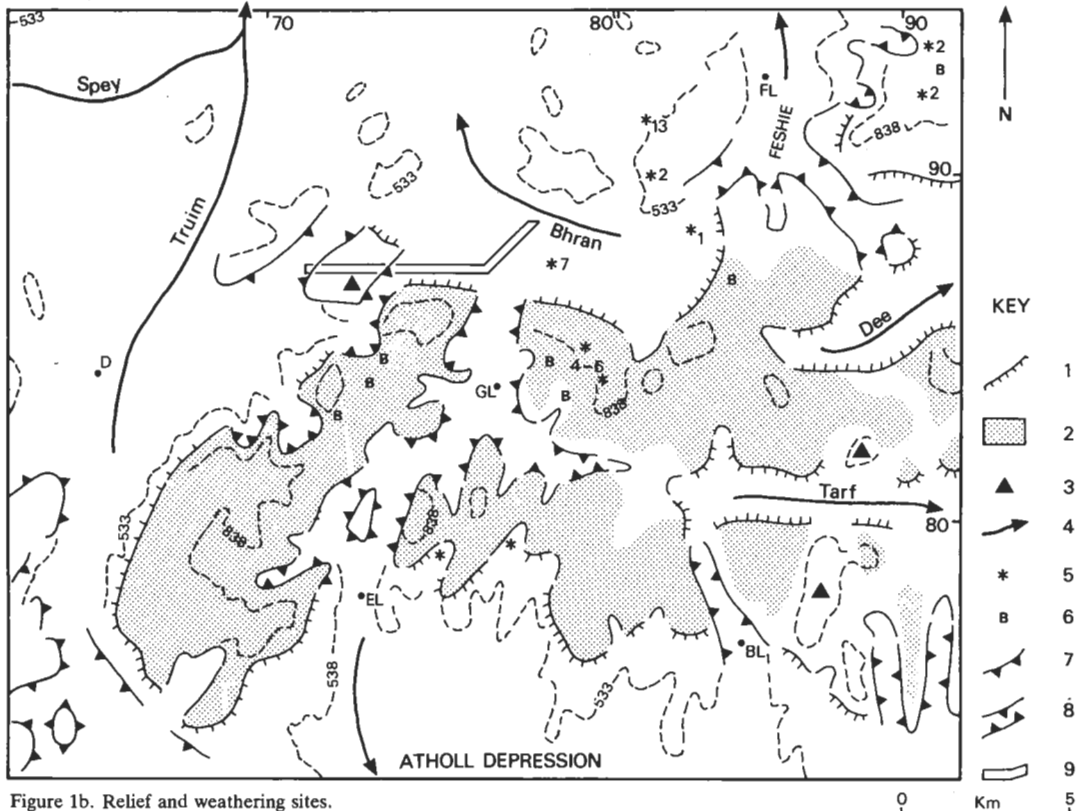 533
70
80
90
2
B
2
Spey
FL
13
838
N
FESHIE
533
2
90
Truim
533
Bhran
1
7
B
KEY
Dee
1
D
B
B
4-6
GL
B
838
B
2
B
3
Tarf
838
4
533
838
80
5
EL
6
BL
7
538
533
8
ATHOLL DEPRESSION
9
Figure 1b. Relief and weathering sites.
0 Km 5